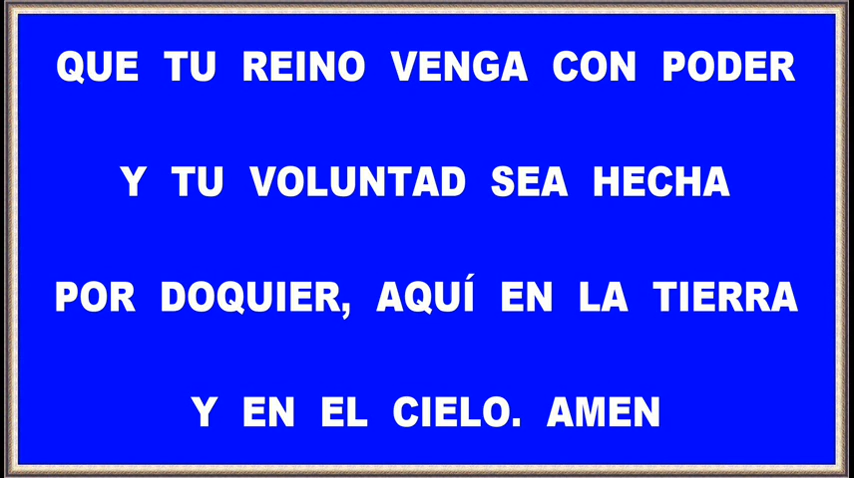 QUE TU REINO VENGA CON PODER
Y TU VOLUNTAD SEA HECHA
POR DOQUIER, AQUÍ EN LA TIERRA
Y EN EL CIELO. AMEN